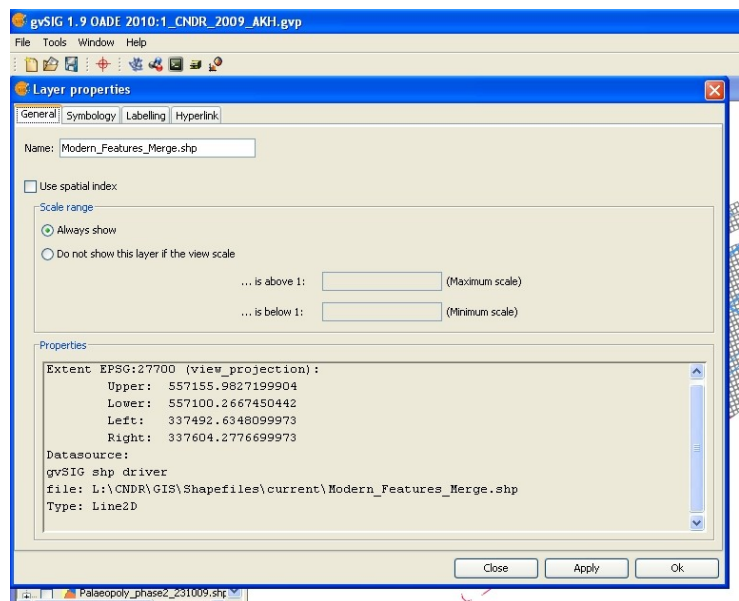 gvSIG 1.9 OADE 2010:1_CNDR_2009_AKH.gvp
File Tools Window Help
Layer properties
General Symbology Labelling Hyperlink
Name: Modern_Features_Merge.shp
Use spatial index
Scale range
Always show
Do not show this layer if the view scale
... is above 1: (Maximum scale)
... is below 1: (Minimum scale)
Properties
Extent EPSG:27700 (view_projection):
Upper: 557155.9827199904
Lower: 557100.2667450442
Left: 337492.6348099973
Right: 337604.2776699973
Datasource:
gvSIG shp driver
file: L:\CNDR\GIS\Shapefiles\current\Modern_Features_Merge.shp
Type: Line2D
Close Apply Ok
Palaeopoly_phase2_231009.shp